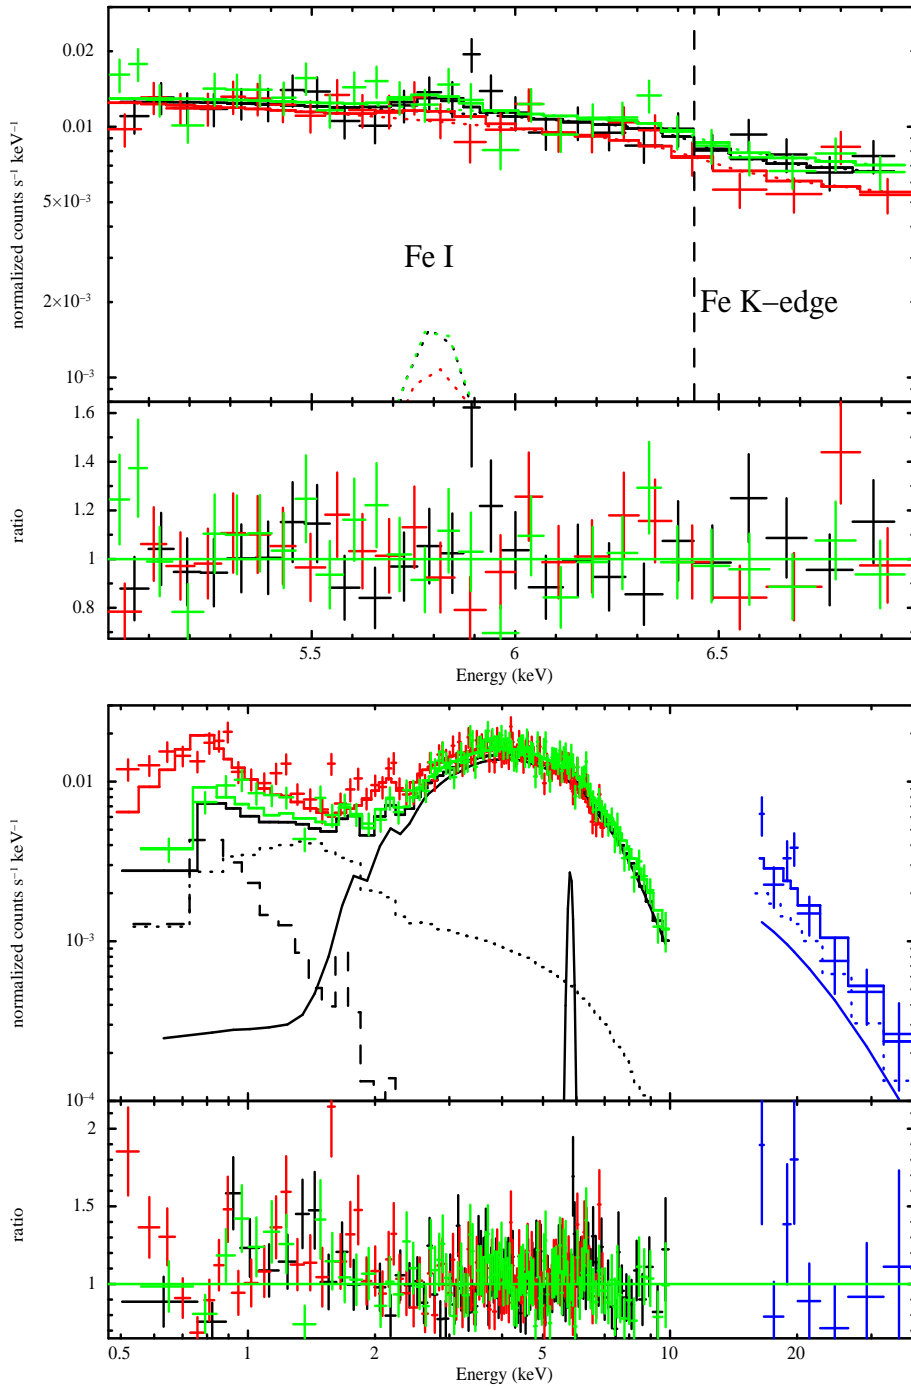 0.02
0.01
5×10⁻³
2×10⁻³
10⁻³
normalized counts s⁻¹ keV⁻¹
Fe I
Fe K−edge
1.6
1.4
1.2
1
0.8
ratio
5.5 6 6.5
Energy (keV)
0.01
10⁻³
10⁻⁴
normalized counts s⁻¹ keV⁻¹
2
1.5
1
ratio
0.5 1 2 5 10 20
Energy (keV)